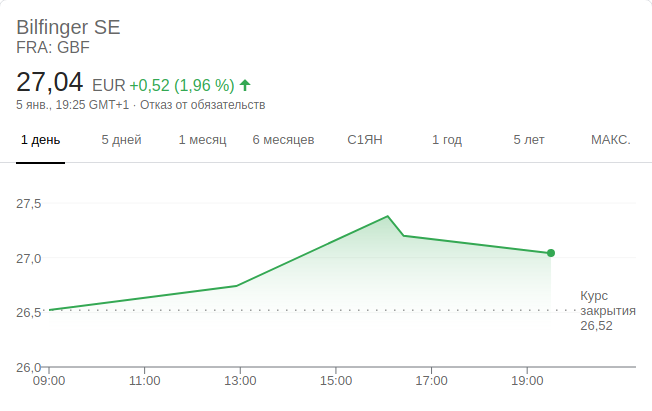 Bilfinger SE
FRA: GBF
27,04 EUR +0,52 (1,96 %)
5 янв., 19:25 GMT+1 · Отказ от обязательств
1 день 5 дней 1 месяц 6 месяцев С1ЯН 1 год 5 лет МАКС.
27,5
27,0
26,5
26,0
Курс
закрытия
26,52
09:00 11:00 13:00 15:00 17:00 19:00